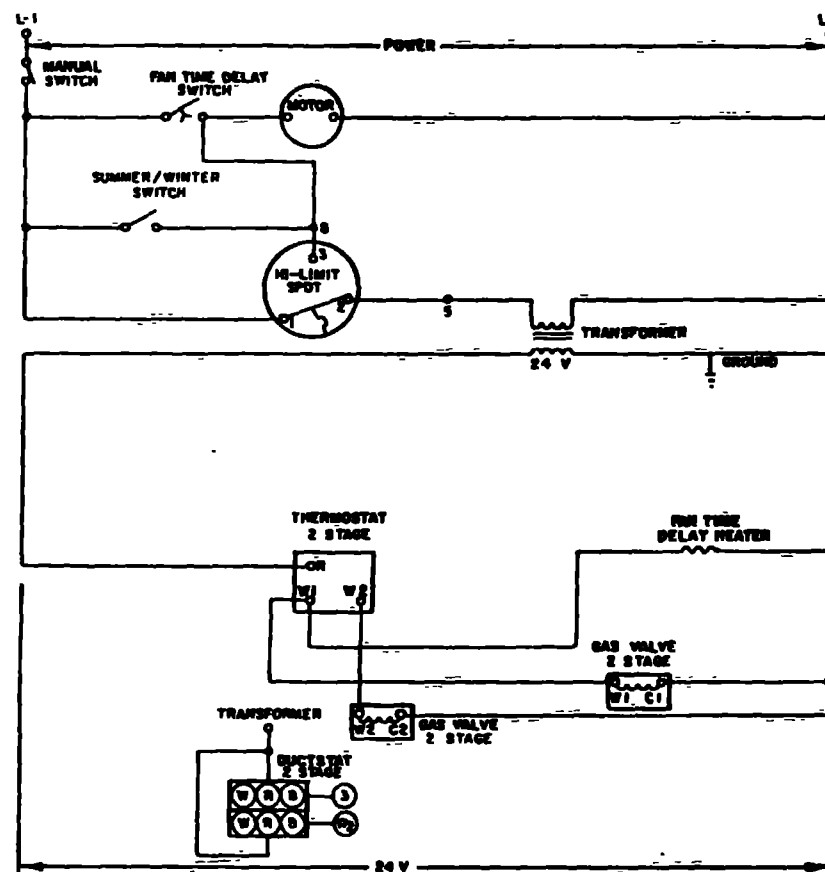 L-1
L
POWER
MANUAL
SWITCH
FAN TIME DELAY
SWITCH
MOTOR
SUMMER/WINTER
SWITCH
8
3
HI-LIMIT
SPDT
1
2
5
TRANSFORMER
24 V
GROUND
THERMOSTAT
2 STAGE
FAN TIME
DELAY HEATER
R
W1
W2
GAS VALVE
2 STAGE
W1 C1
TRANSFORMER
W2 C2
GAS VALVE
2 STAGE
DUCTSTAT
2 STAGE
W R B
3
W R B
24 V